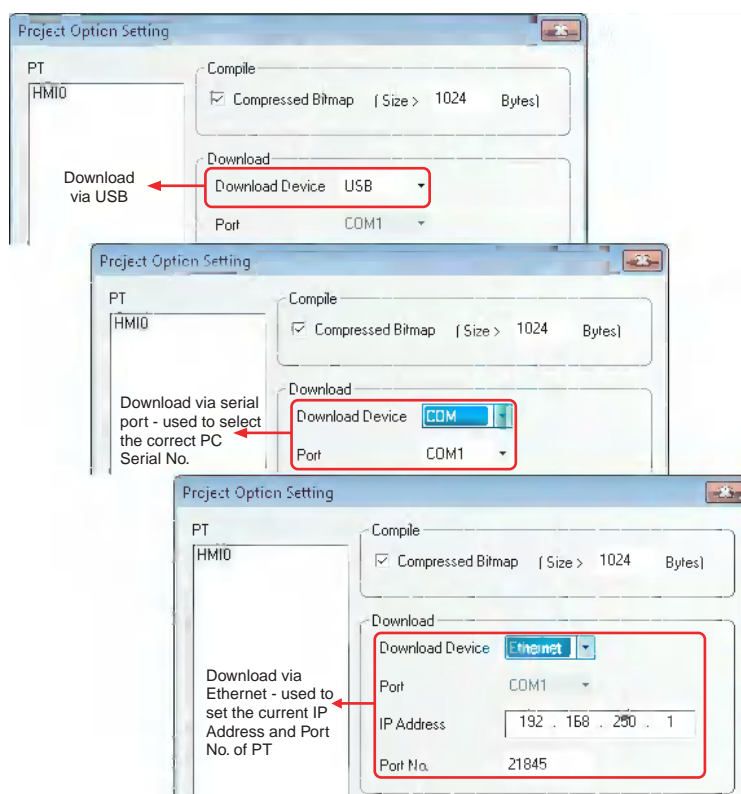 Project Option Setting
PT
HMI0
Compile
Compressed Bitmap (Size > 1024 Bytes)
Download
Download Device USB
Port COM1
Download
via USB
Project Option Setting
PT
HMI0
Compile
Compressed Bitmap (Size > 1024 Bytes)
Download
Download Device COM
Port COM1
Download via serial
port - used to select
the correct PC
Serial No.
Project Option Setting
PT
HMI0
Compile
Compressed Bitmap (Size > 1024 Bytes)
Download
Download Device Ethernet
Port COM1
IP Address 192 . 168 . 250 . 1
Port No. 21845
Download via
Ethernet - used to
set the current IP
Address and Port
No. of PT